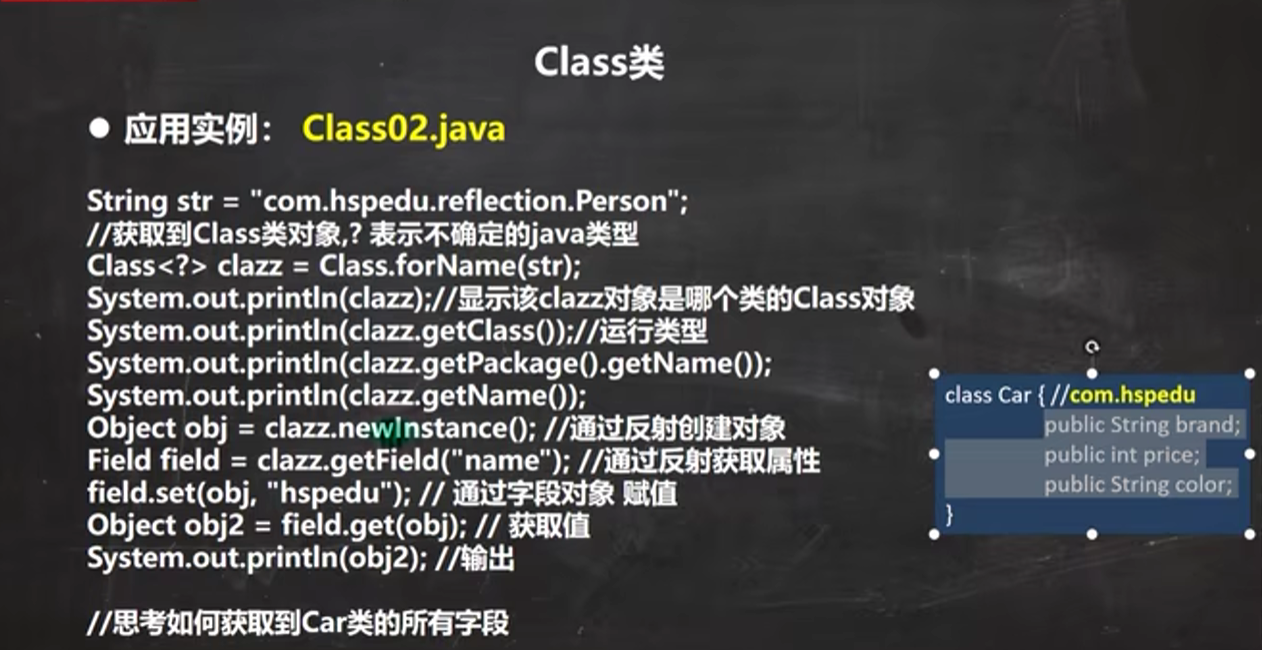 Class类
● 应用实例： Class02.java
String str = "com.hspedu.reflection.Person";
//获取到Class类对象,? 表示不确定的java类型
Class<?> clazz = Class.forName(str);
System.out.println(clazz);//显示该clazz对象是哪个类的Class对象
System.out.println(clazz.getClass());//运行类型
System.out.println(clazz.getPackage().getName());
System.out.println(clazz.getName());
Object obj = clazz.newInstance(); //通过反射创建对象
Field field = clazz.getField("name"); //通过反射获取属性
field.set(obj, "hspedu"); // 通过字段对象 赋值
Object obj2 = field.get(obj); // 获取值
System.out.println(obj2); //输出
//思考如何获取到Car类的所有字段
class Car { //com.hspedu
public String brand;
public int price;
public String color;
}